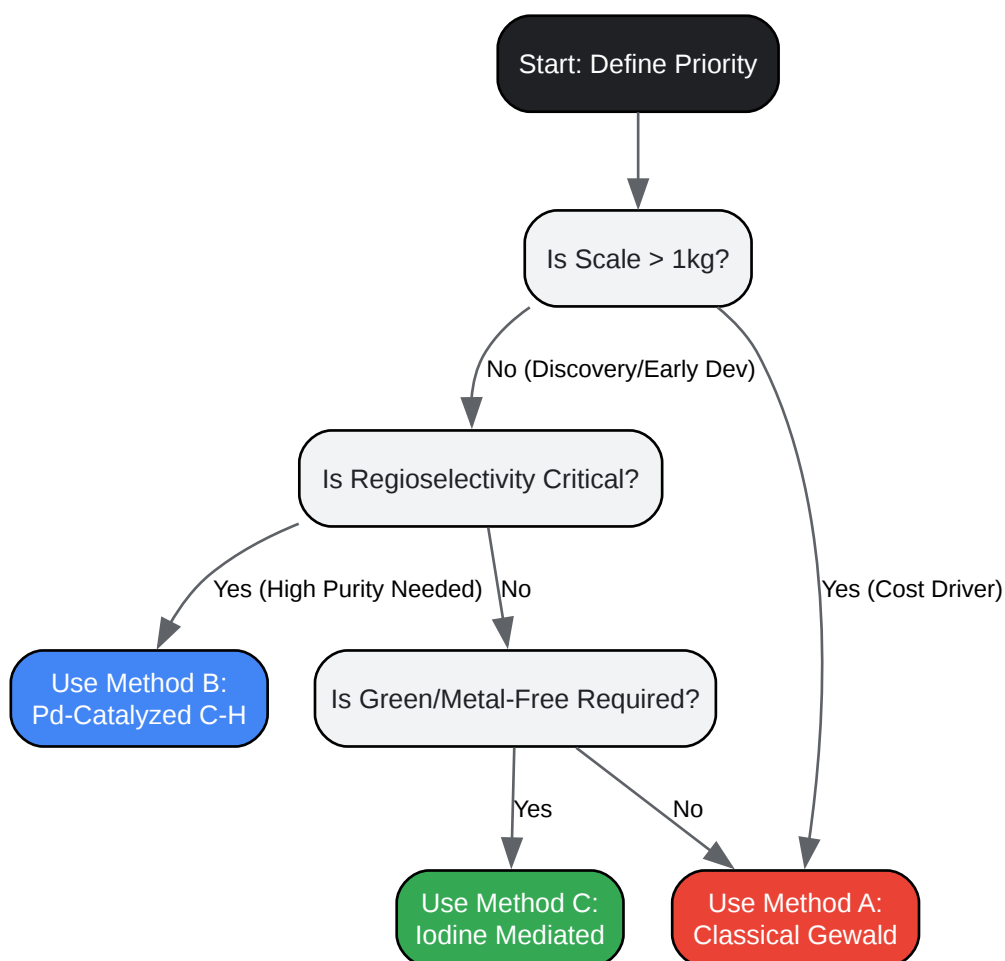 Start: Define Priority
Is Scale > 1kg?
No (Discovery/Early Dev)
Is Regioselectivity Critical?
Yes (High Purity Needed)
No
Yes (Cost Driver)
Use Method B:
Pd-Catalyzed C-H
Is Green/Metal-Free Required?
Yes
No
Use Method C:
Iodine Mediated
Use Method A:
Classical Gewald